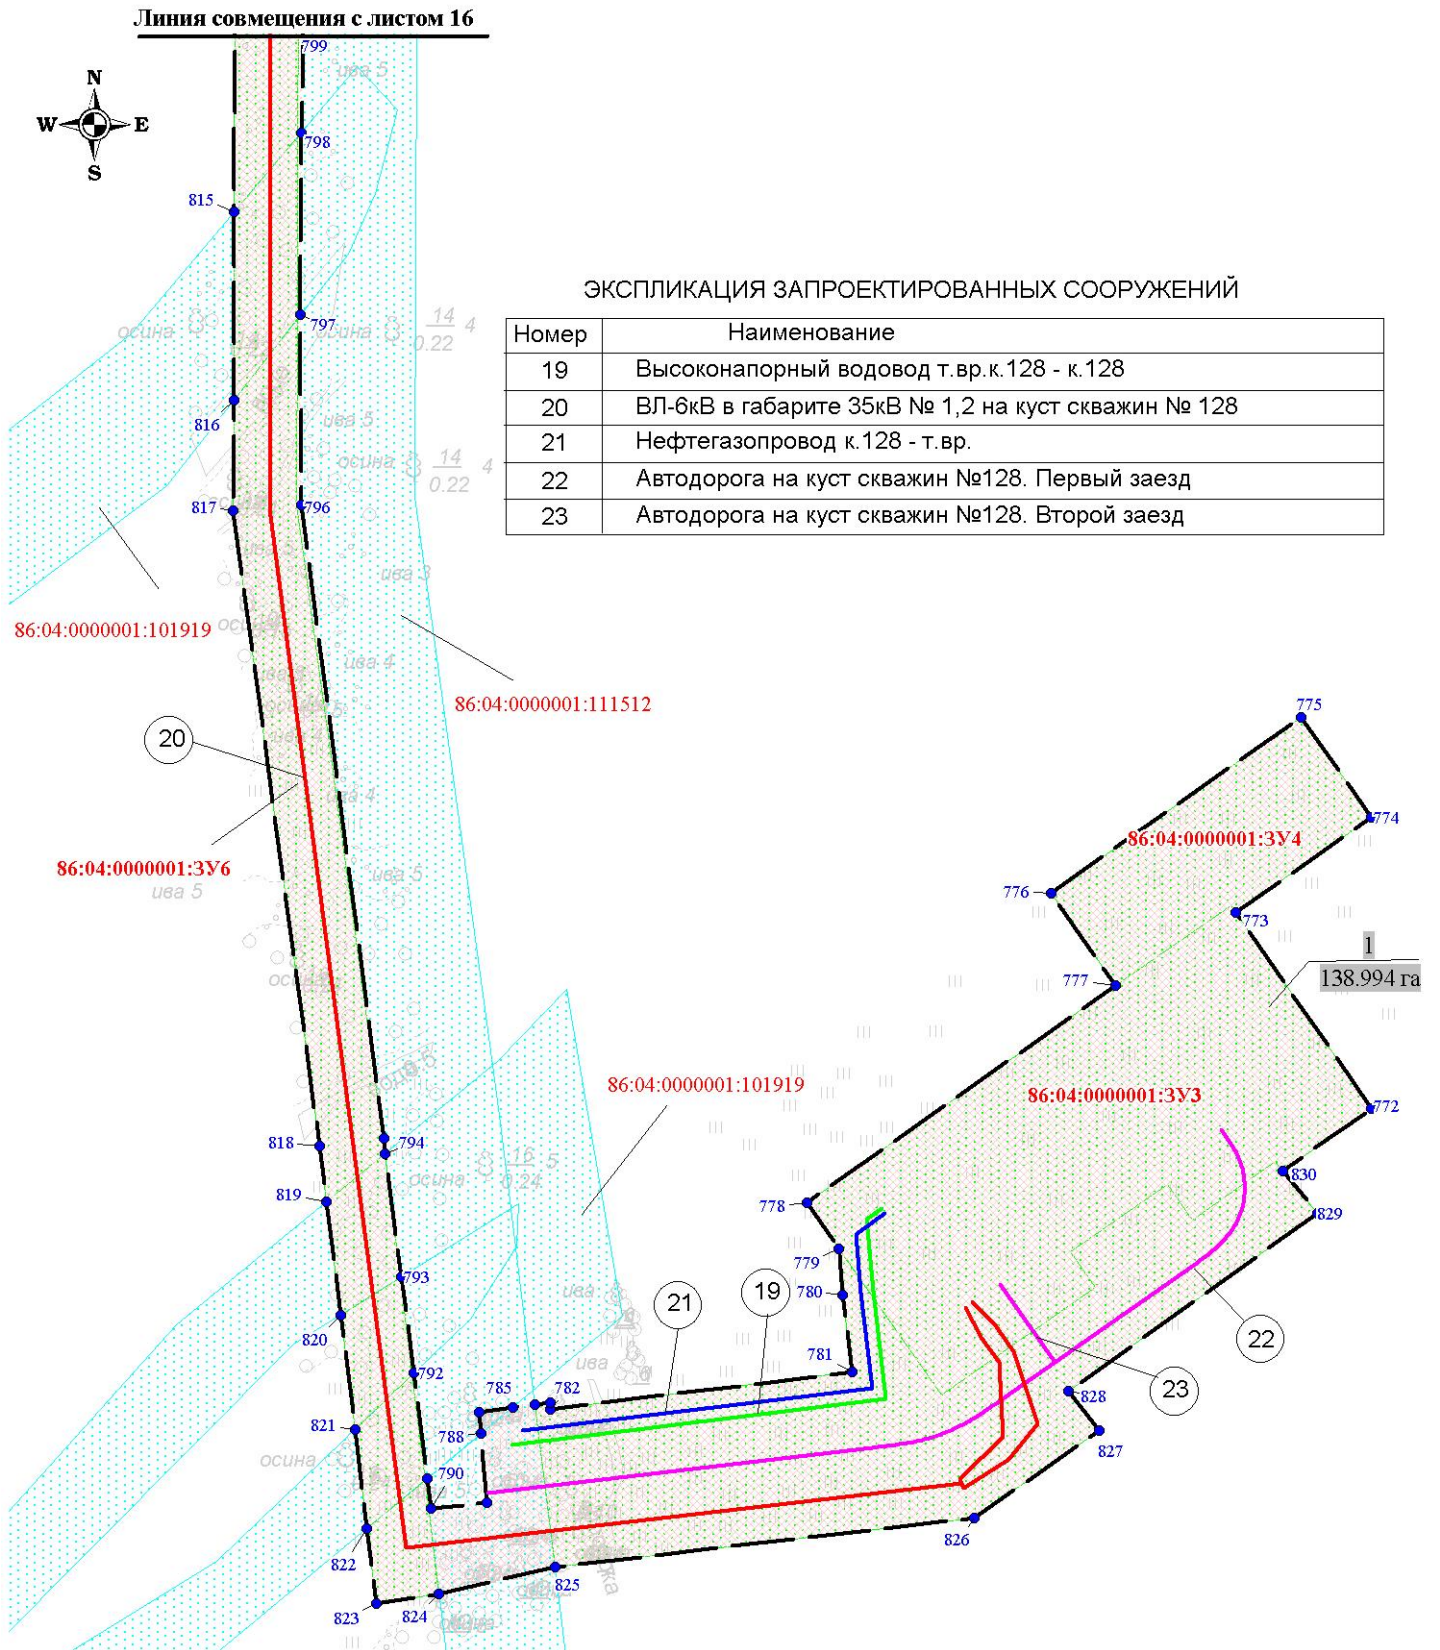 Линия совмещения с листом 16
799
ива 5
N
W E
S
798
815
ЭКСПЛИКАЦИЯ ЗАПРОЕКТИРОВАННЫХ СООРУЖЕНИЙ
осина
797
осина 14 4
0.22
Номер Наименование
19 Высоконапорный водовод т.вр.к.128 - к.128
20 ВЛ-6кВ в габарите 35кВ № 1,2 на куст скважин № 128
21 Нефтегазопровод к.128 - т.вр.
22 Автодорога на куст скважин №128. Первый заезд
23 Автодорога на куст скважин №128. Второй заезд
816
ива 5
осина 14 4
0.22
817
796
ива 3
86:04:0000001:101919
ива 4
86:04:0000001:111512
775
20
774
86:04:0000001:ЗУ4
86:04:0000001:ЗУ6
ива 5
ива 5
776
773
1
138.994 га
777
86:04:0000001:101919
86:04:0000001:ЗУ3
772
818
794
осина 16 5
0.24
830
819
778
829
779
793
780
ива
21
19
820
22
781
ива
792
23
785
782
828
821
788
827
осина
790
826
822
825
823
824
осина